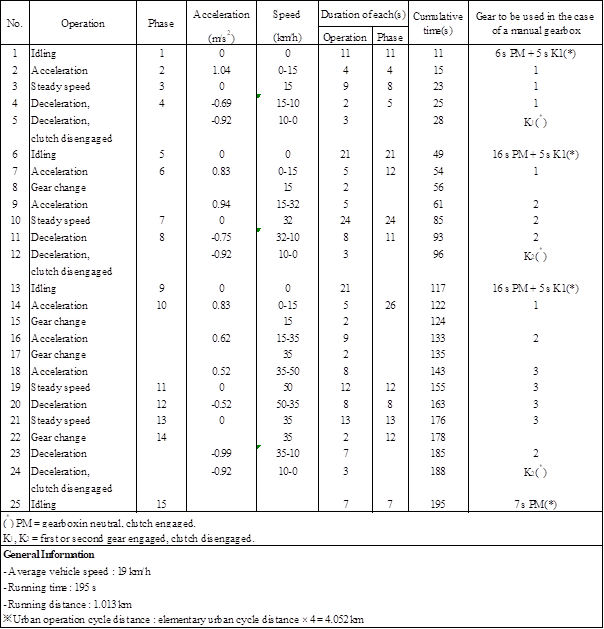 No. Operation Phase Acceleration (m/s²) Speed (km/h) Duration of each(s) Operation Phase Cumulative time(s) Gear to be used in the case of a manual gearbox
1 Idling 1 0 0 11 11 11 6s PM + 5 s K1(*)
2 Acceleration 2 1.04 0-15 4 4 15 1
3 Steady speed 3 0 15 9 8 23 1
4 Deceleration 4 -0.69 15-10 2 5 25 1
5 Deceleration, -0.92 10-0 3 28 K1(*)
clutch disengaged
6 Idling 5 0 0 21 21 49 16 s PM + 5 s K1(*)
7 Acceleration 6 0.83 0-15 5 12 54 1
8 Gear change 15 2 56
9 Acceleration 0.94 15-32 5 61 2
10 Steady speed 7 0 32 24 24 85 2
11 Deceleration 8 -0.75 32-10 8 11 93 2
12 Deceleration, -0.92 10-0 3 96 K2(*)
clutch disengaged
13 Idling 9 0 0 21 117 16 s PM + 5 s K1(*)
14 Acceleration 10 0.83 0-15 5 26 122 1
15 Gear change 15 2 124
16 Acceleration 0.62 15-35 9 133 2
17 Gear change 35 2 135
18 Acceleration 0.52 35-50 8 143 3
19 Steady speed 11 0 50 12 12 155 3
20 Deceleration 12 -0.52 50-35 8 8 163 3
21 Steady speed 13 0 35 13 13 176 3
22 Gear change 14 35 2 12 178
23 Deceleration -0.99 35-10 7 185 2
24 Deceleration, -0.92 10-0 3 188 K2(*)
clutch disengaged
25 Idling 15 7 7 195 7 s PM(*)
(*) PM = gearboxin neutral, clutch engaged.
K1, K2 = first or second gear engaged, clutch disengaged.
General Information
- Average vehicle speed : 19 km/h
- Running time : 195 s
- Running distance : 1.013 km
※Urban operation cycle distance : elementary urban cycle distance × 4= 4.052 km